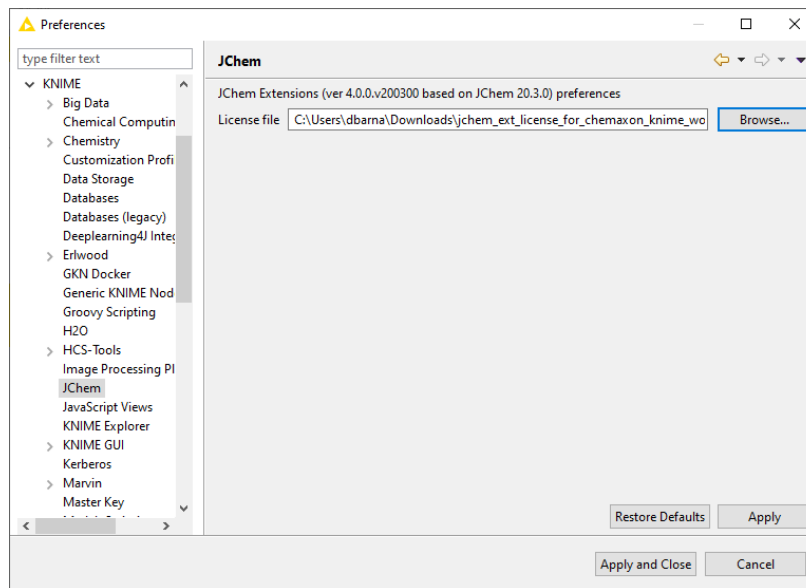 Preferences
type filter text
KNIME
Big Data
Chemical Computin
Chemistry
Customization Profi
Data Storage
Databases
Databases (legacy)
Deeplearning4J Integ
Erlwood
GKN Docker
Generic KNIME Nod
Groovy Scripting
H2O
HCS-Tools
Image Processing Pl
JChem
JavaScript Views
KNIME Explorer
KNIME GUI
Kerberos
Marvin
Master Key
JChem
JChem Extensions (ver 4.0.0.v200300 based on JChem 20.3.0) preferences
License file C:\Users\dbarna\Downloads\jchem_ext_license_for_chemaxon_knime_wo Browse...
Restore Defaults Apply
Apply and Close Cancel